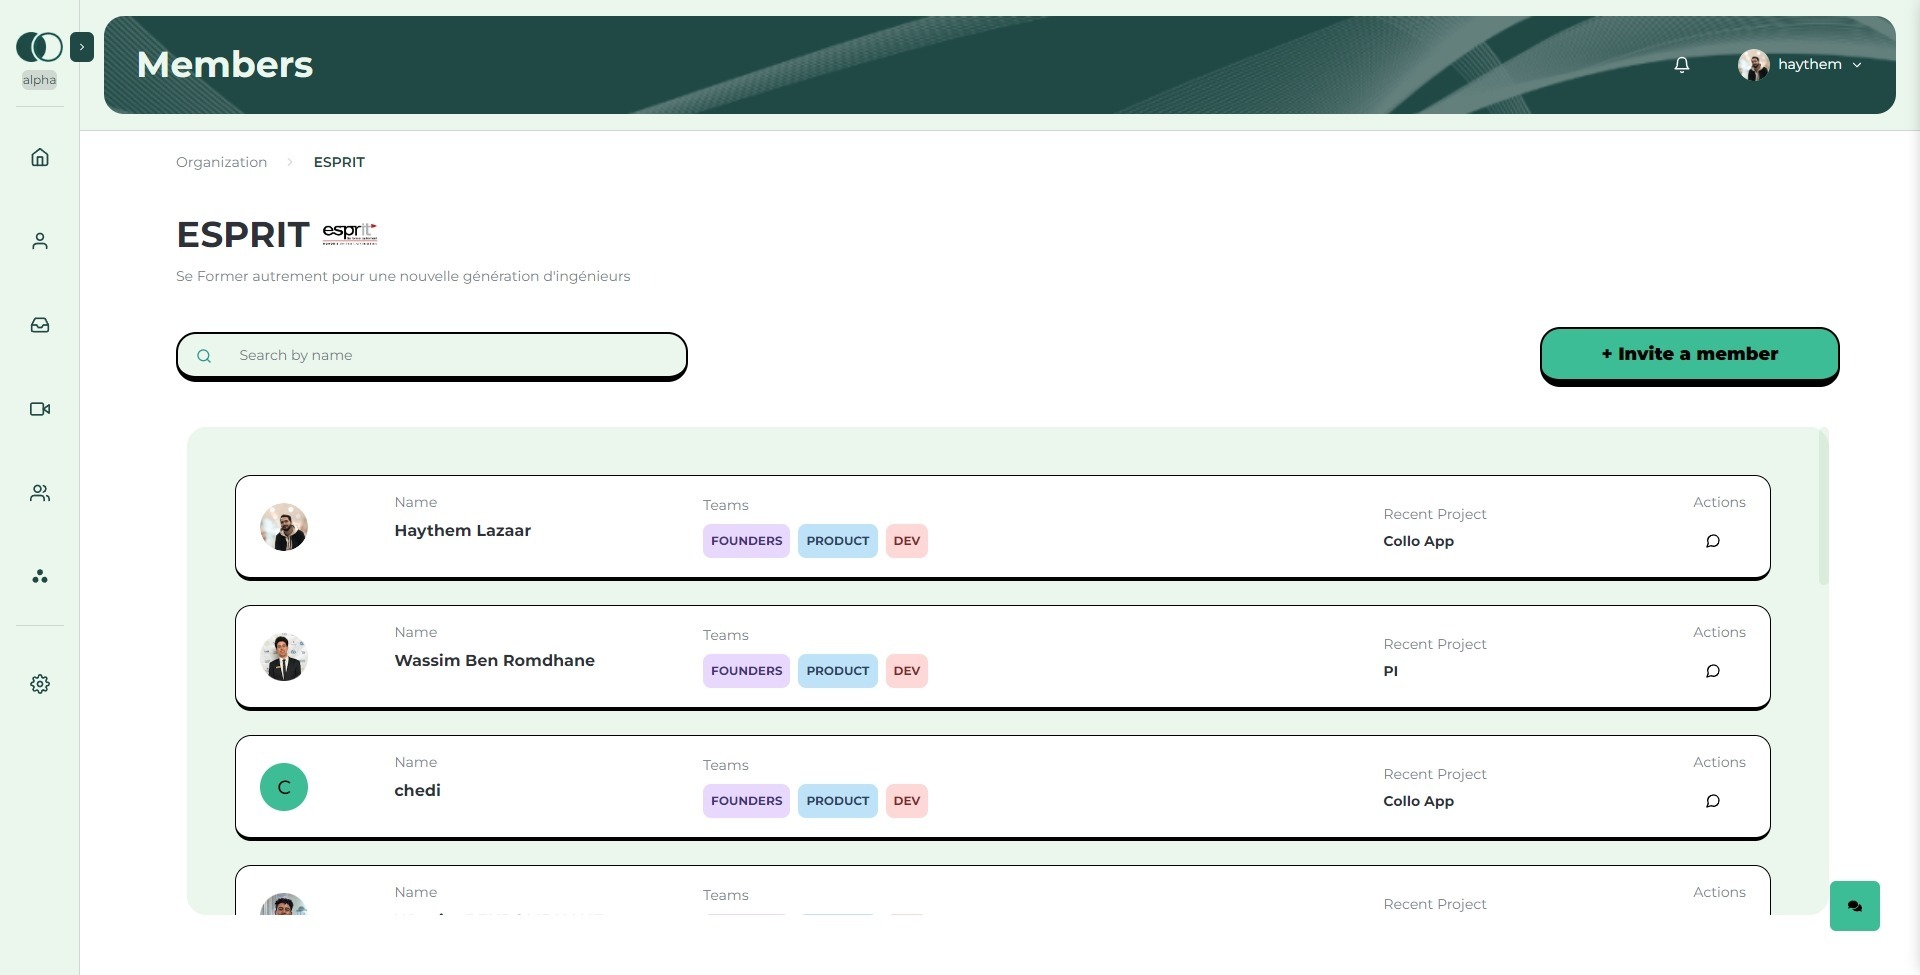 alpha
Members
haythem
Organization
ESPRIT
ESPRIT
esprit
Se Former autrement pour une nouvelle génération d'ingénieurs
Search by name
+ Invite a member
Name
Teams
Recent Project
Actions
Haythem Lazaar
FOUNDERS PRODUCT DEV
Collo App
Name
Teams
Recent Project
Actions
Wassim Ben Romdhane
FOUNDERS PRODUCT DEV
PI
C
Name
Teams
Recent Project
Actions
chedi
FOUNDERS PRODUCT DEV
Collo App
Name
Teams
Recent Project
Actions